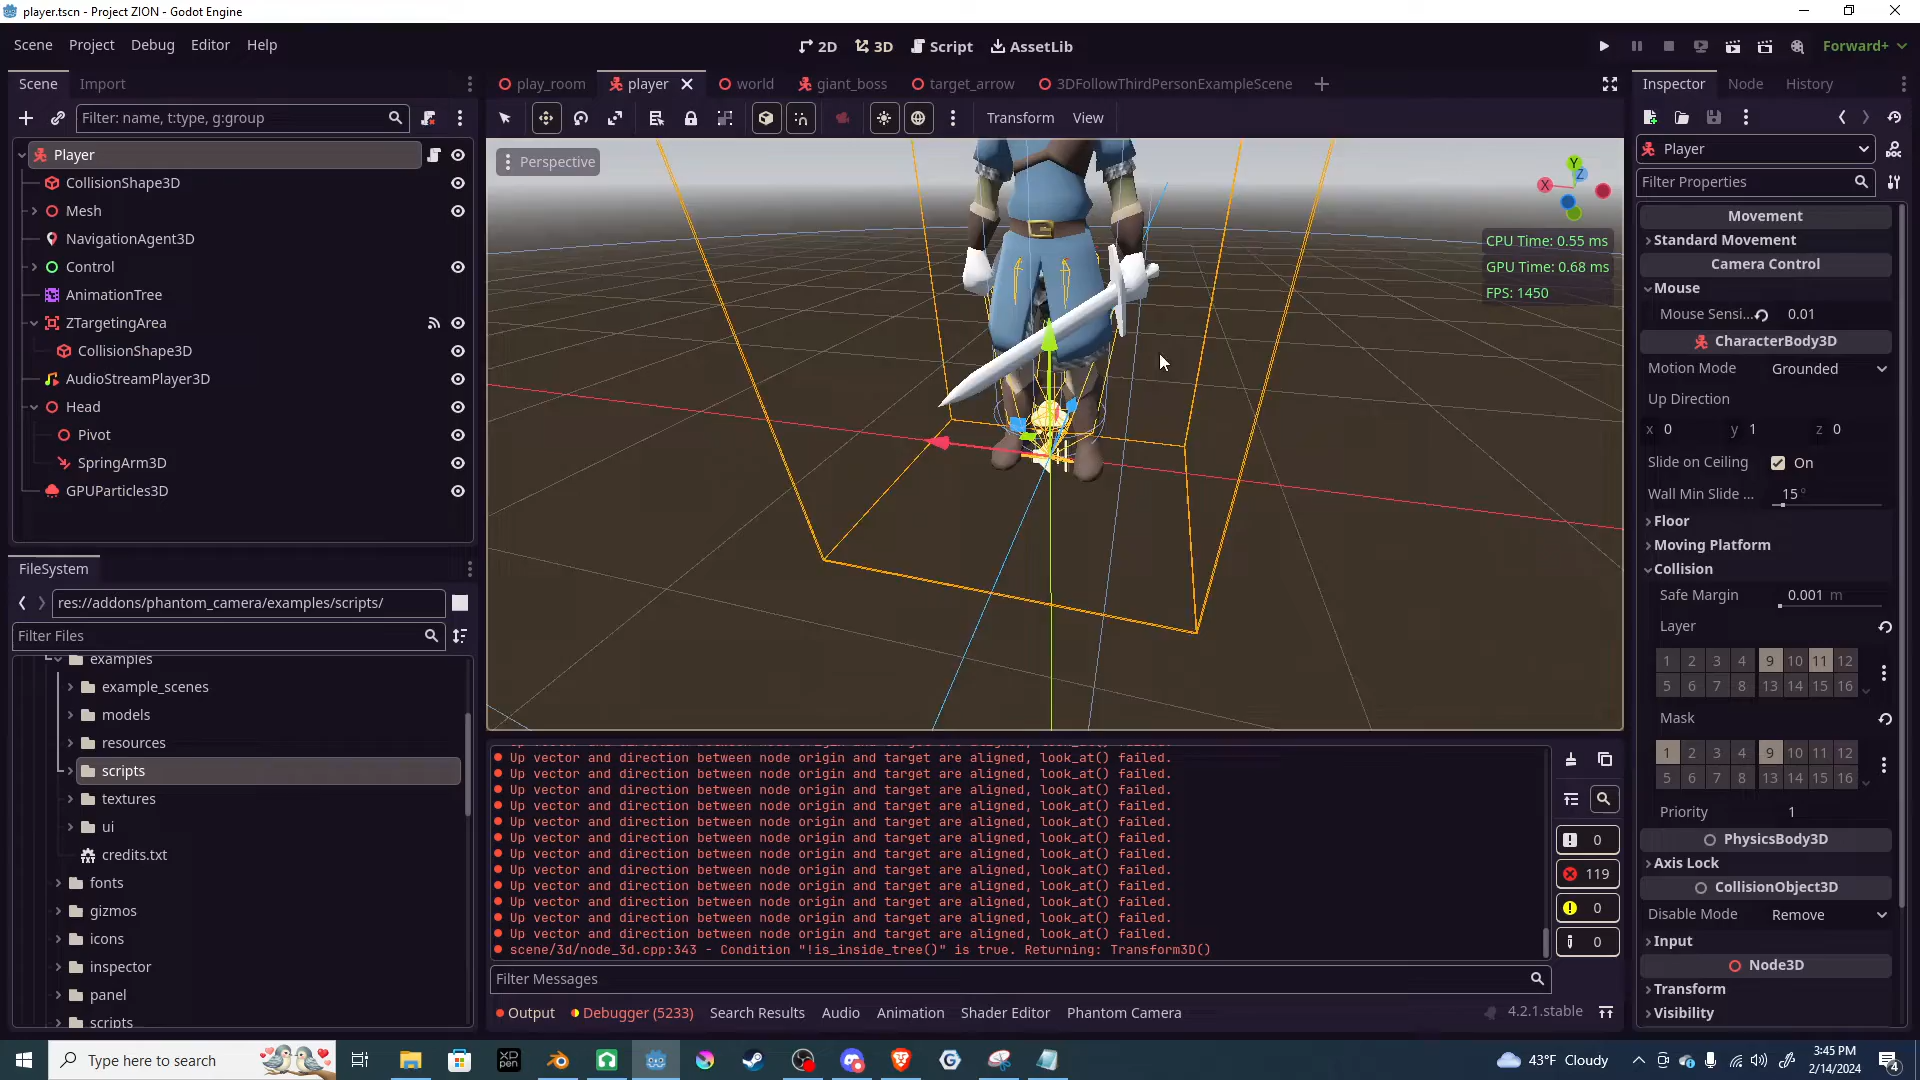 player.tscn - Project ZION - Godot Engine
Scene Project Debug Editor Help
2D 3D Script AssetLib
Forward+
Scene Import
play_room player world giant_boss target_arrow 3DFollowThirdPersonExampleScene
Inspector Node History
Filter: name, t:type, g:group
Transform View
Player
CollisionShape3D
Mesh
NavigationAgent3D
Control
AnimationTree
ZTargetingArea
CollisionShape3D
AudioStreamPlayer3D
Head
Pivot
SpringArm3D
GPUParticles3D
FileSystem
res://addons/phantom_camera/examples/scripts/
Filter Files
examples
example_scenes
models
resources
scripts
textures
ui
credits.txt
fonts
gizmos
icons
inspector
panel
scripts
Perspective
Y
Z
X
CPU Time: 0.55 ms
GPU Time: 0.68 ms
FPS: 1450
Up vector and direction between node origin and target are aligned, look_at() failed.
Up vector and direction between node origin and target are aligned, look_at() failed.
Up vector and direction between node origin and target are aligned, look_at() failed.
Up vector and direction between node origin and target are aligned, look_at() failed.
Up vector and direction between node origin and target are aligned, look_at() failed.
Up vector and direction between node origin and target are aligned, look_at() failed.
Up vector and direction between node origin and target are aligned, look_at() failed.
Up vector and direction between node origin and target are aligned, look_at() failed.
Up vector and direction between node origin and target are aligned, look_at() failed.
Up vector and direction between node origin and target are aligned, look_at() failed.
Up vector and direction between node origin and target are aligned, look_at() failed.
Up vector and direction between node origin and target are aligned, look_at() failed.
Up vector and direction between node origin and target are aligned, look_at() failed.
scene/3d/node_3d.cpp:343 - Condition "!is_inside_tree()" is true. Returning: Transform3D()
0
119
0
0
Filter Messages
Output Debugger (5233) Search Results Audio Animation Shader Editor Phantom Camera
4.2.1.stable
Player
Filter Properties
Movement
Standard Movement
Camera Control
Mouse
Mouse Sensi... 0.01
CharacterBody3D
Motion Mode Grounded
Up Direction
x 0 y 1 z 0
Slide on Ceiling On
Wall Min Slide ... 15°
Floor
Moving Platform
Collision
Safe Margin 0.001 m
Layer
1 2 3 4 9 10 11 12
5 6 7 8 13 14 15 16
Mask
1 2 3 4 9 10 11 12
5 6 7 8 13 14 15 16
Priority 1
PhysicsBody3D
Axis Lock
CollisionObject3D
Disable Mode Remove
Input
Node3D
Transform
Visibility
Type here to search
XP
pen
43°F Cloudy
3:45 PM
2/14/2024
4